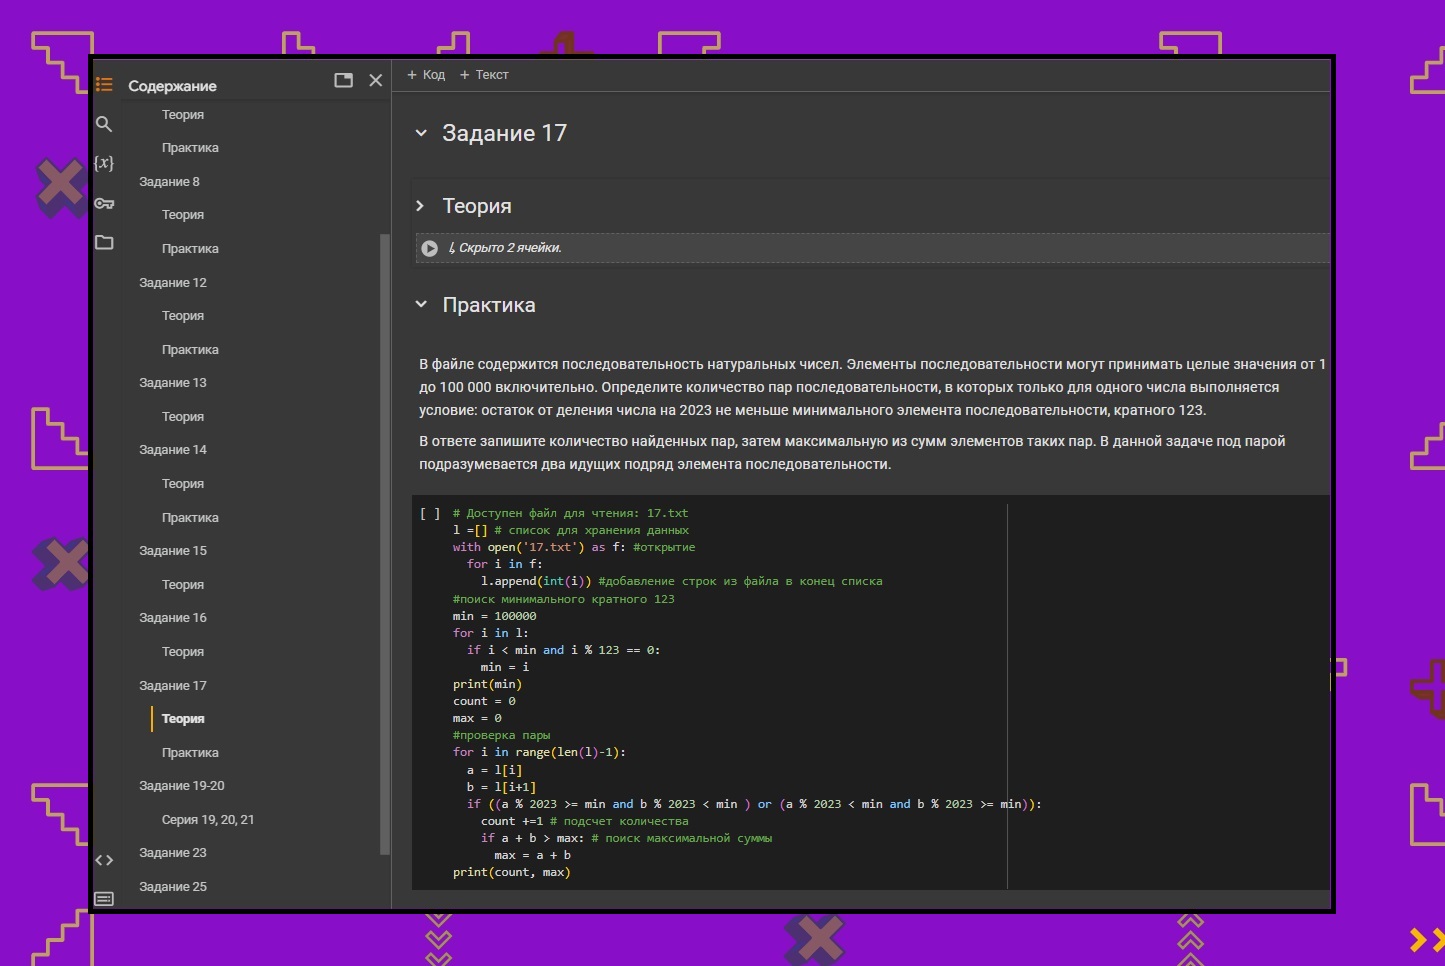 Содержание
Теория
Практика
Задание 8
Теория
Практика
Задание 12
Теория
Практика
Задание 13
Теория
Задание 14
Теория
Практика
Задание 15
Теория
Задание 16
Теория
Задание 17
Теория
Практика
Задание 19-20
Серия 19, 20, 21
Задание 23
Задание 25
{x}
<>
+ Код + Текст
Задание 17
Теория
↳ Скрыто 2 ячейки.
Практика
В файле содержится последовательность натуральных чисел. Элементы последовательности могут принимать целые значения от 1
до 100 000 включительно. Определите количество пар последовательности, в которых только для одного числа выполняется
условие: остаток от деления числа на 2023 не меньше минимального элемента последовательности, кратного 123.
В ответе запишите количество найденных пар, затем максимальную из сумм элементов таких пар. В данной задаче под парой
подразумевается два идущих подряд элемента последовательности.
[ ] # Доступен файл для чтения: 17.txt
l =[] # список для хранения данных
with open('17.txt') as f: #открытие
for i in f:
l.append(int(i)) #добавление строк из файла в конец списка
#поиск минимального кратного 123
min = 100000
for i in l:
if i < min and i % 123 == 0:
min = i
print(min)
count = 0
max = 0
#проверка пары
for i in range(len(l)-1):
a = l[i]
b = l[i+1]
if ((a % 2023 >= min and b % 2023 < min ) or (a % 2023 < min and b % 2023 >= min)):
count +=1 # подсчет количества
if a + b > max: # поиск максимальной суммы
max = a + b
print(count, max)